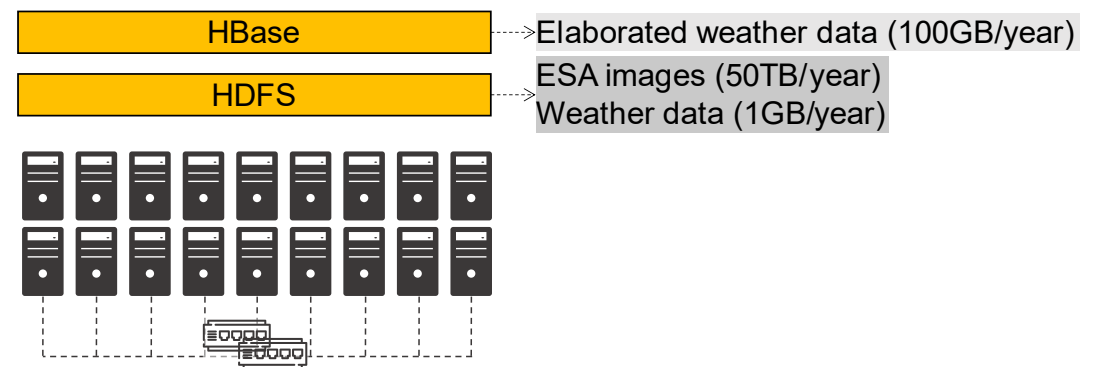 HBase
Elaborated weather data (100GB/year)
HDFS
ESA images (50TB/year)
Weather data (1GB/year)